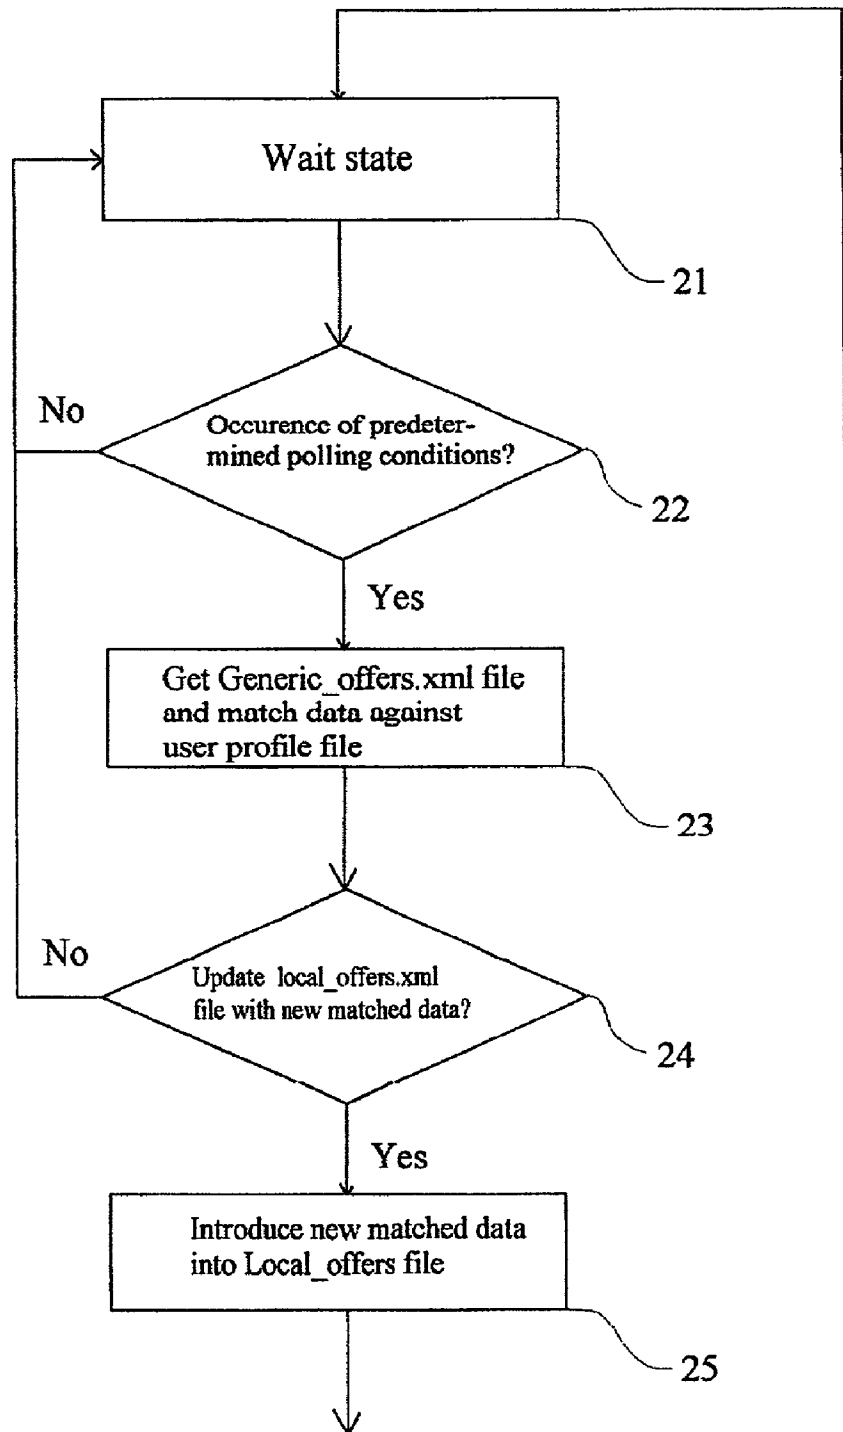 Wait state
21
No
Occurence of predeter-
mined polling conditions?
22
Yes
Get Generic_offers.xml file
and match data against
user profile file
23
No
Update local_offers.xml
file with new matched data?
24
Yes
Introduce new matched data
into Local_offers file
25